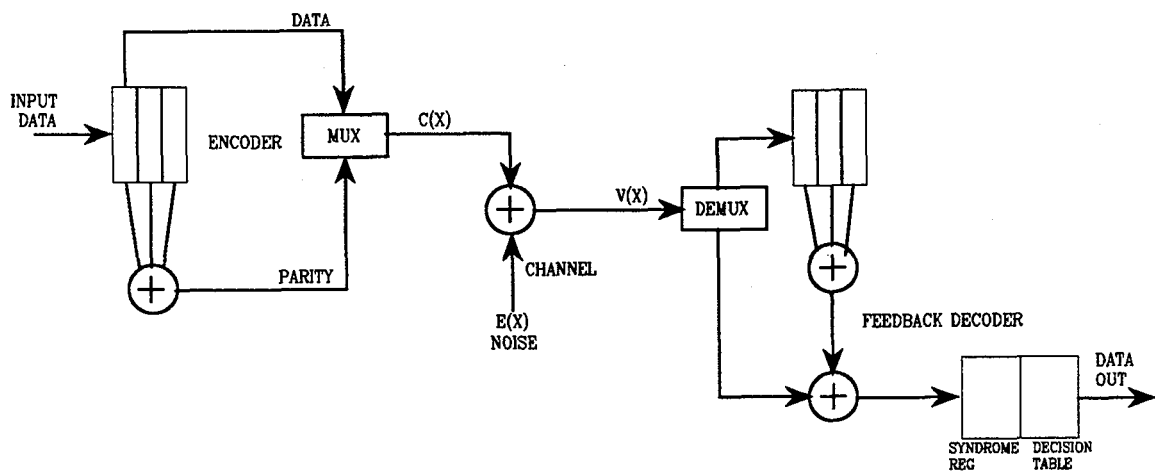 DATA
INPUT
DATA
ENCODER
MUX
C(X)
PARITY
CHANNEL
E(X)
NOISE
V(X)
DEMUX
FEEDBACK DECODER
DATA
OUT
SYNDROME
REG
DECISION
TABLE